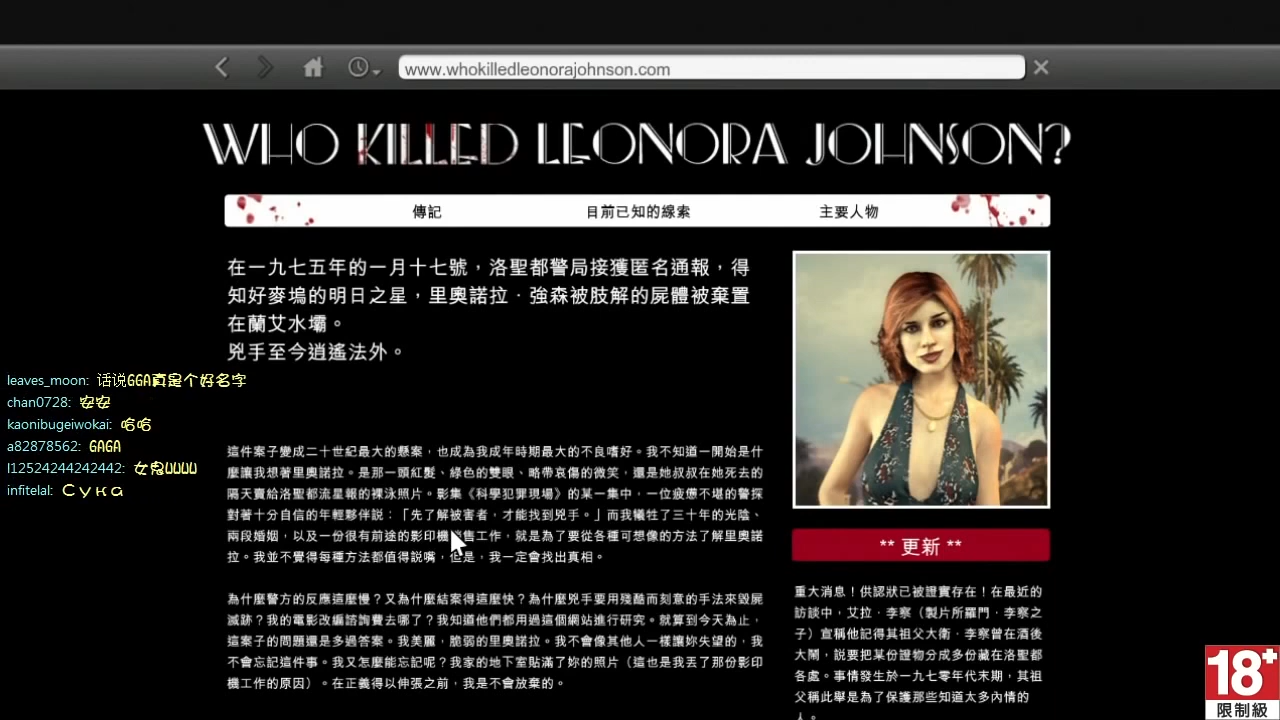 www.whokilledleonorajohnson.com
WHO KILLED LEONORA JOHNSON?
傳記
目前已知的線索
主要人物
在一九七五年的一月十七號，洛聖都警局接獲匿名通報，得
知好麥塢的明日之星，里奧諾拉．強森被肢解的屍體被棄置
在蘭艾水壩。
兇手至今逍遙法外。
這件案子變成二十世紀最大的懸案，也成為我成年時期最大的不良嗜好。我不知道一開始是什
麼讓我想著里奧諾拉。是那一頭紅髮、綠色的雙眼、略帶哀傷的微笑，還是她叔叔在她死去的
隔天賣給洛聖都流星報的裸泳照片。影集《科學犯罪現場》的某一集中，一位疲憊不堪的警探
對著十分自信的年輕夥伴説：「先了解被害者，才能找到兇手。」而我犧牲了三十年的光陰、
兩段婚姻，以及一份很有前途的影印機銷售工作，就是為了要從各種可想像的方法了解里奧諾
拉。我並不覺得每種方法都值得説嘴，但是，我一定會找出真相。
為什麼警方的反應這麼慢？又為什麼結案得這麼快？為什麼兇手要用殘酷而刻意的手法來毀屍
滅跡？我的電影改編諮詢費去哪了？我知道他們都用過這個網站進行研究。就算到今天為止，
這案子的問題還是多過答案。我美麗，脆弱的里奧諾拉。我不會像其他人一樣讓妳失望的，我
不會忘記這件事。我又怎麼能忘記呢？我家的地下室貼滿了妳的照片（這也是我丟了那份影印
機工作的原因）。在正義得以伸張之前，我是不會放棄的。
** 更新 **
重大消息！供認狀已被證實存在！在最近的
訪談中，艾拉．李察（製片所羅門．李察之
子）宣稱他記得其祖父大衛．李察曾在酒後
大鬧，説要把某份證物分成多份藏在洛聖都
各處。事情發生於一九七零年代末期，其祖
父稱此舉是為了保護那些知道太多內情的
人。
leaves_moon: 话说GGA真是个好名字
chan0728: 安安
kaonibugeiwokai: 哈哈
a82878562: GAGA
l12524244242442: 女鬼UUUU
infitelal: Сука
18+
限制級